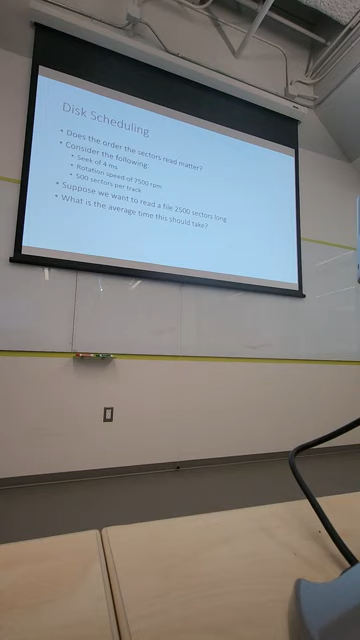 Disk Scheduling
• Does the order the sectors read matter?
• Consider the following:
• Seek of 4 ms
• Rotation speed of 7500 rpm
• 500 sectors per track
• Suppose we want to read a file 2500 sectors long
• What is the average time this should take?